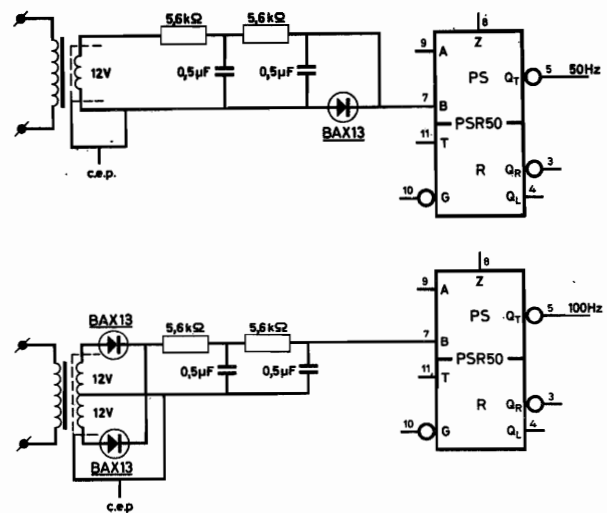 5,6kΩ 5,6kΩ
12V
0,5µF 0,5µF
BAX13
c.e.p.
8
Z
9 A
PS
QT 5 50Hz
7 B
PSR50
11 T
R
QR 3
10 G
QL 4
BAX13
5,6kΩ 5,6kΩ
12V
0,5µF 0,5µF
12V
BAX13
c.e.p
8
Z
9 A
PS
QT 5 100Hz
7 B
PSR50
11 T
R
QR 3
10 G
QL 4